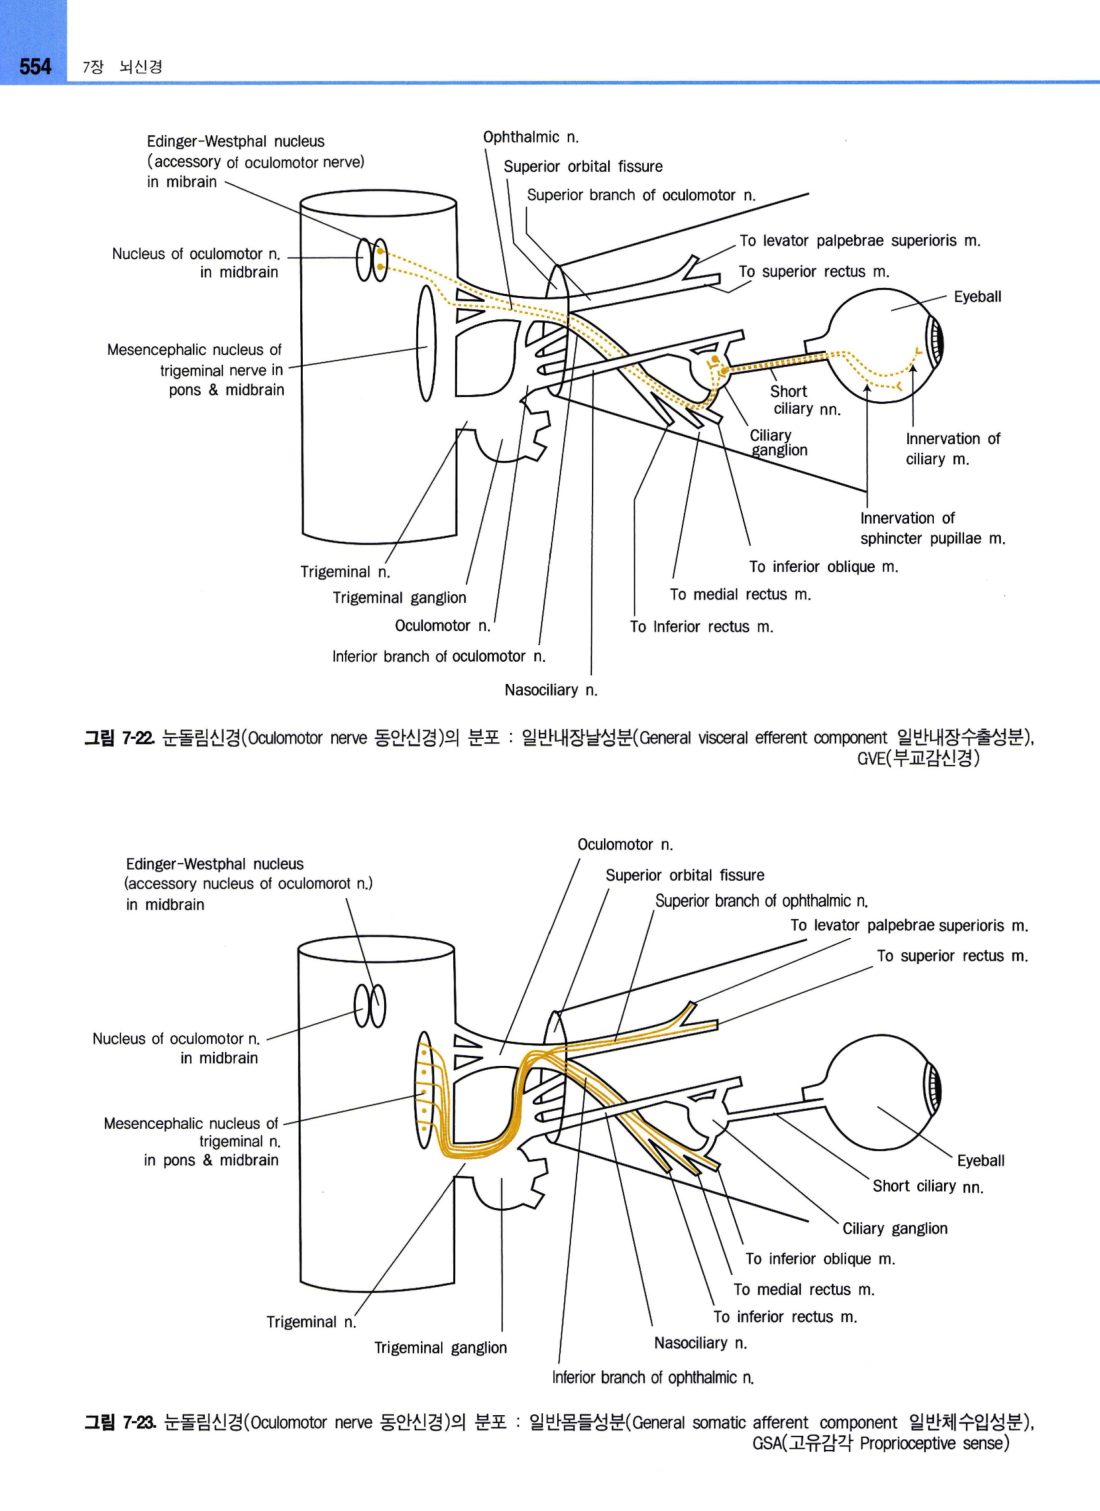 554 7장 뇌신경
Edinger-Westphal nucleus
(accessory of oculomotor nerve)
in mibrain
Ophthalmic n.
Superior orbital fissure
Superior branch of oculomotor n.
To levator palpebrae superioris m.
To superior rectus m.
Nucleus of oculomotor n.
in midbrain
Eyeball
Mesencephalic nucleus of
trigeminal nerve in
pons & midbrain
Short
ciliary nn.
Ciliary
ganglion
Innervation of
ciliary m.
Innervation of
sphincter pupillae m.
To inferior oblique m.
Trigeminal n.
To medial rectus m.
Trigeminal ganglion
Oculomotor n.
To Inferior rectus m.
Inferior branch of oculomotor n.
Nasociliary n.
그림 7-22. 눈돌림신경(Oculomotor nerve 동안신경)의 분포 : 일반내장날성분(General visceral efferent component 일반내장수출성분),
GVE(부교감신경)
Oculomotor n.
Edinger-Westphal nucleus
(accessory nucleus of oculomorot n.)
in midbrain
Superior orbital fissure
Superior branch of ophthalmic n.
To levator palpebrae superioris m.
To superior rectus m.
Nucleus of oculomotor n.
in midbrain
Mesencephalic nucleus of
trigeminal n.
in pons & midbrain
Eyeball
Short ciliary nn.
Ciliary ganglion
To inferior oblique m.
To medial rectus m.
To inferior rectus m.
Trigeminal n.
Nasociliary n.
Trigeminal ganglion
Inferior branch of ophthalmic n.
그림 7-23. 눈돌림신경(Oculomotor nerve 동안신경)의 분포 : 일반몸들성분(General somatic afferent component 일반체수입성분),
GSA(고유감각 Proprioceptive sense)